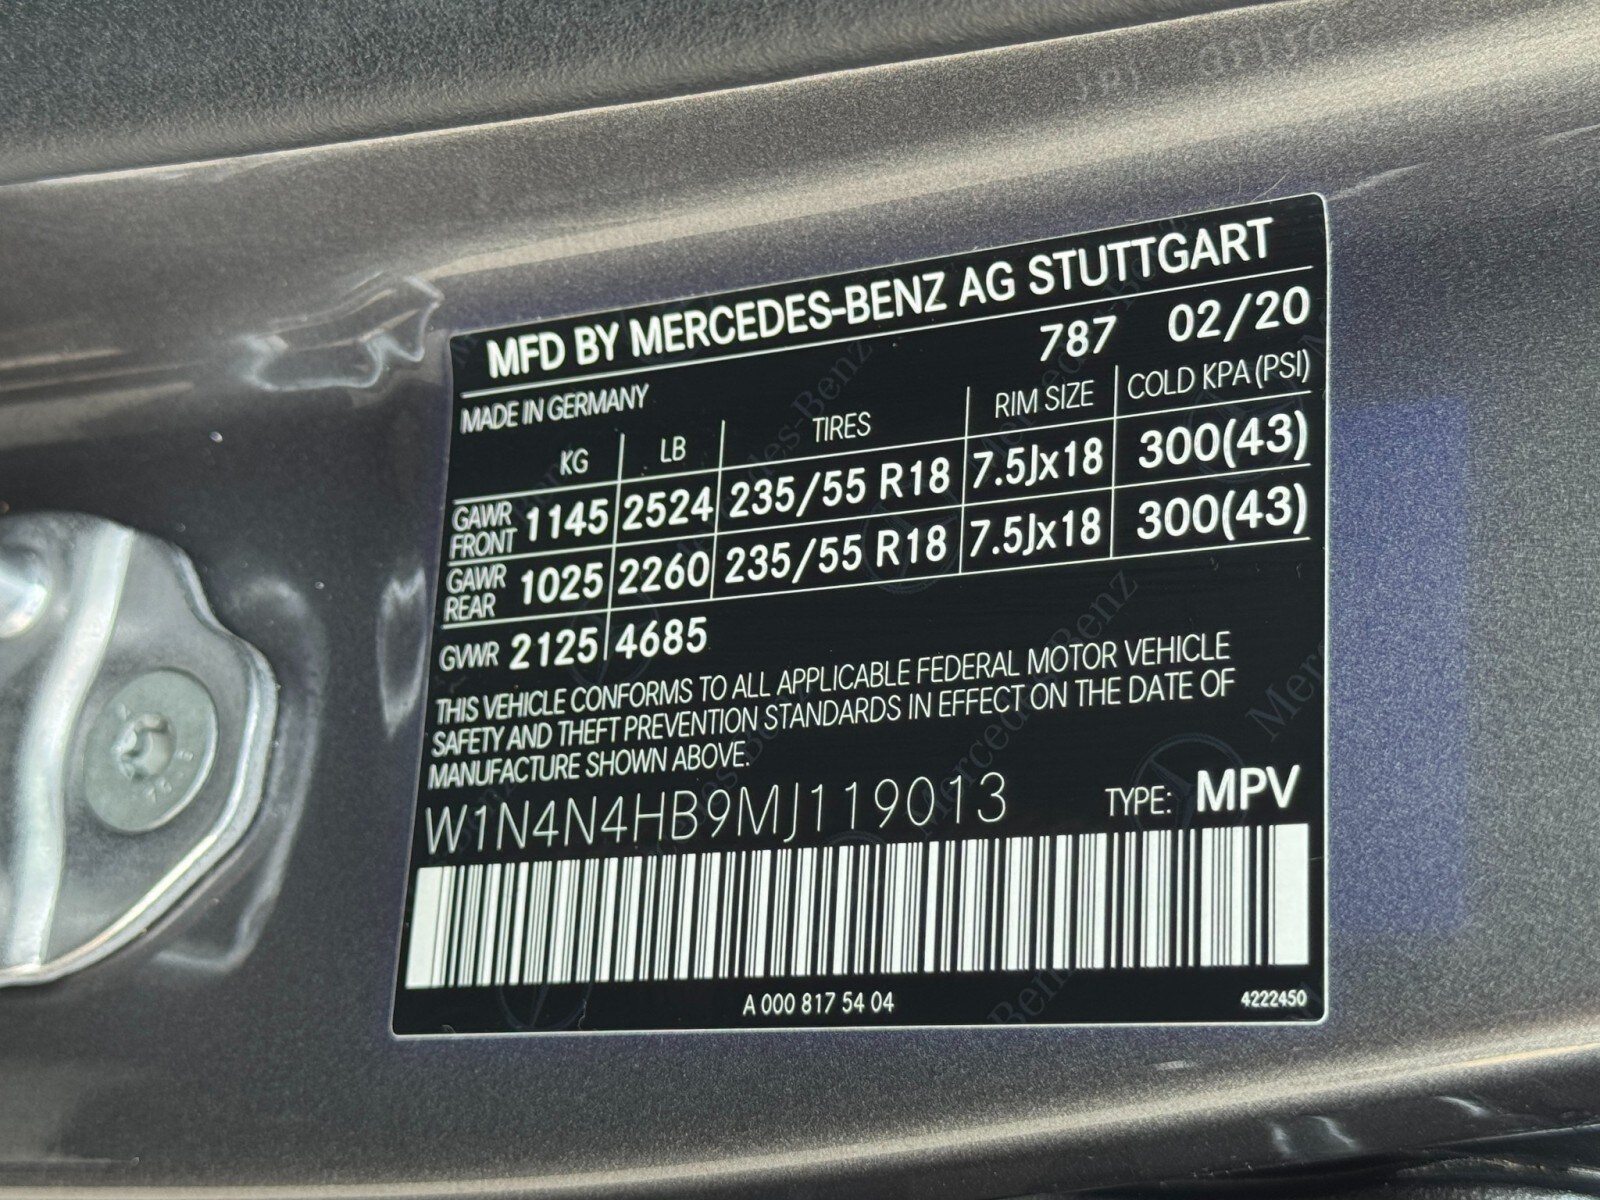 MFD BY MERCEDES-BENZ AG STUTTGART
787 02/20
MADE IN GERMANY
KG LB TIRES RIM SIZE COLD KPA (PSI)
GAWR FRONT 1145 2524 235/55 R18 7.5Jx18 300(43)
GAWR REAR 1025 2260 235/55 R18 7.5Jx18 300(43)
GVWR 2125 4685
THIS VEHICLE CONFORMS TO ALL APPLICABLE FEDERAL MOTOR VEHICLE
SAFETY AND THEFT PREVENTION STANDARDS IN EFFECT ON THE DATE OF
MANUFACTURE SHOWN ABOVE.
W1N4N4HB9MJ119013 TYPE: MPV
A 000 817 54 04
4222450